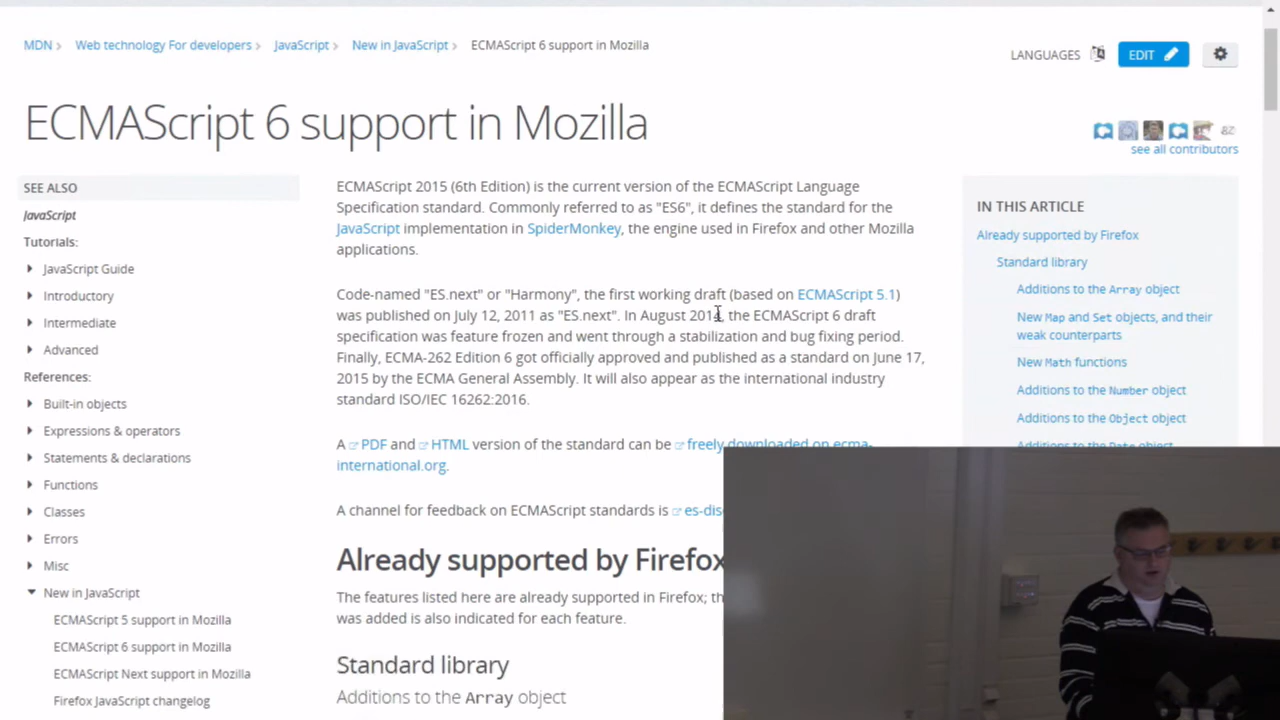 MDN Web technology For developers JavaScript New in JavaScript ECMAScript 6 support in Mozilla
LANGUAGES EDIT
ECMAScript 6 support in Mozilla
see all contributors
SEE ALSO
JavaScript
Tutorials:
JavaScript Guide
Introductory
Intermediate
Advanced
References:
Built-in objects
Expressions & operators
Statements & declarations
Functions
Classes
Errors
Misc
New in JavaScript
ECMAScript 5 support in Mozilla
ECMAScript 6 support in Mozilla
ECMAScript Next support in Mozilla
Firefox JavaScript changelog
ECMAScript 2015 (6th Edition) is the current version of the ECMAScript Language
Specification standard. Commonly referred to as "ES6", it defines the standard for the
JavaScript implementation in SpiderMonkey, the engine used in Firefox and other Mozilla
applications.
Code-named "ES.next" or "Harmony", the first working draft (based on ECMAScript 5.1)
was published on July 12, 2011 as "ES.next". In August 2014, the ECMAScript 6 draft
specification was feature frozen and went through a stabilization and bug fixing period.
Finally, ECMA-262 Edition 6 got officially approved and published as a standard on June 17,
2015 by the ECMA General Assembly. It will also appear as the international industry
standard ISO/IEC 16262:2016.
A PDF and HTML version of the standard can be freely downloaded on ecma-
international.org.
A channel for feedback on ECMAScript standards is
Already supported by Firefox
The features listed here are already supported in Firefox;
was added is also indicated for each feature.
Standard library
Additions to the Array object
IN THIS ARTICLE
Already supported by Firefox
Standard library
Additions to the Array object
New Map and Set objects, and their
weak counterparts
New Math functions
Additions to the Number object
Additions to the Object object
Additions to the Date object